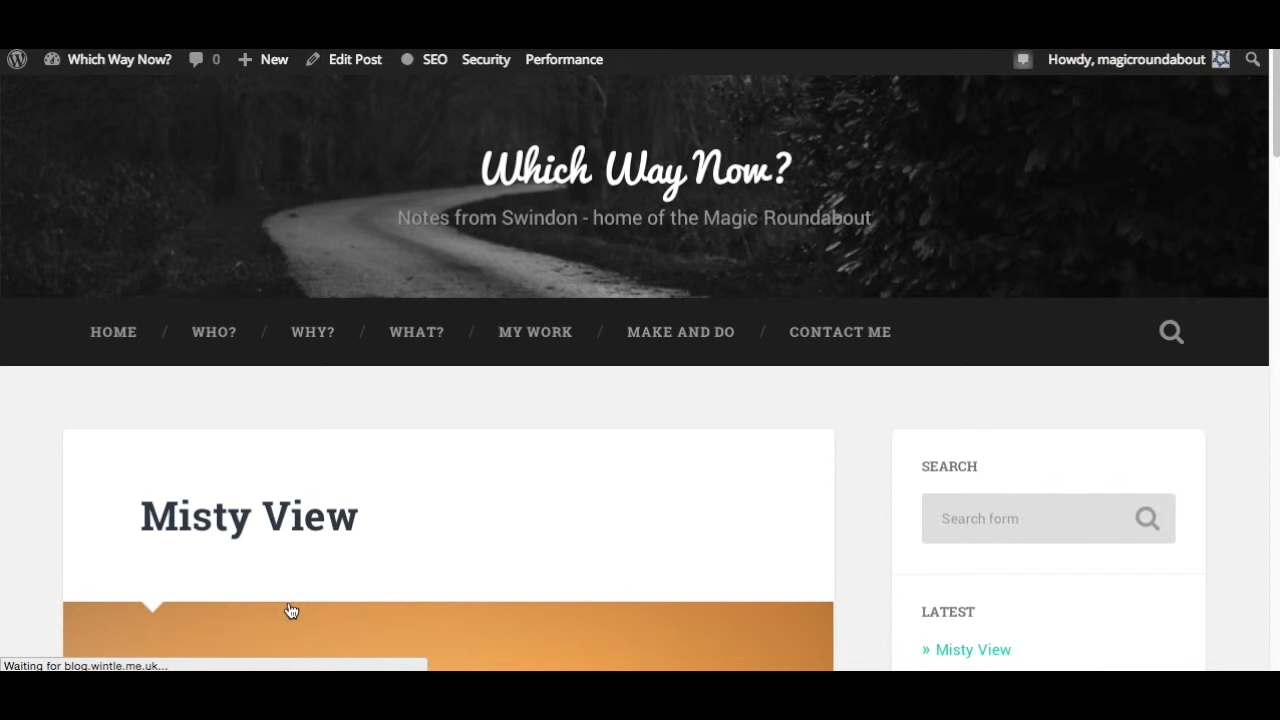 Which Way Now? 0 New Edit Post SEO Security Performance Howdy, magicroundabout
Which Way Now?
Notes from Swindon - home of the Magic Roundabout
HOME / WHO? / WHY? / WHAT? / MY WORK / MAKE AND DO / CONTACT ME
Misty View
SEARCH
Search form
LATEST
» Misty View
Waiting for blog.wintle.me.uk...